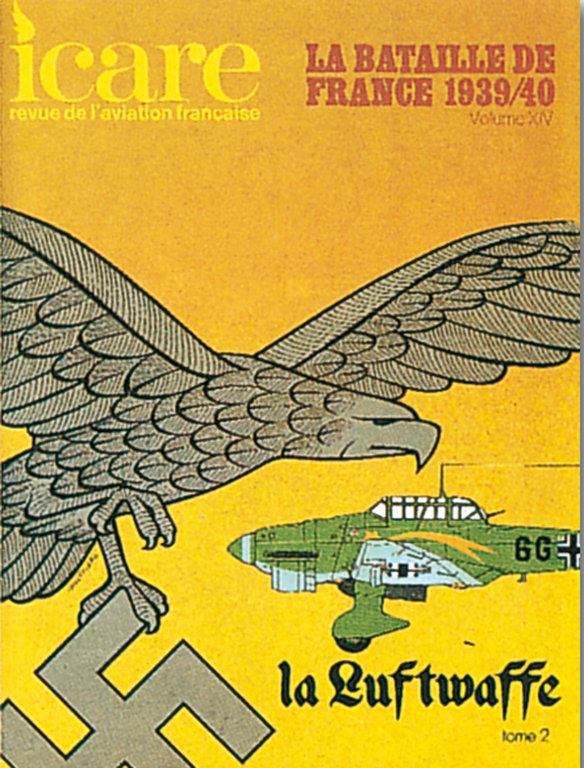 icare
revue de l'aviation française
LA BATAILLE DE
FRANCE 1939/40
Volume XIV
6G
la Luftwaffe
tome 2